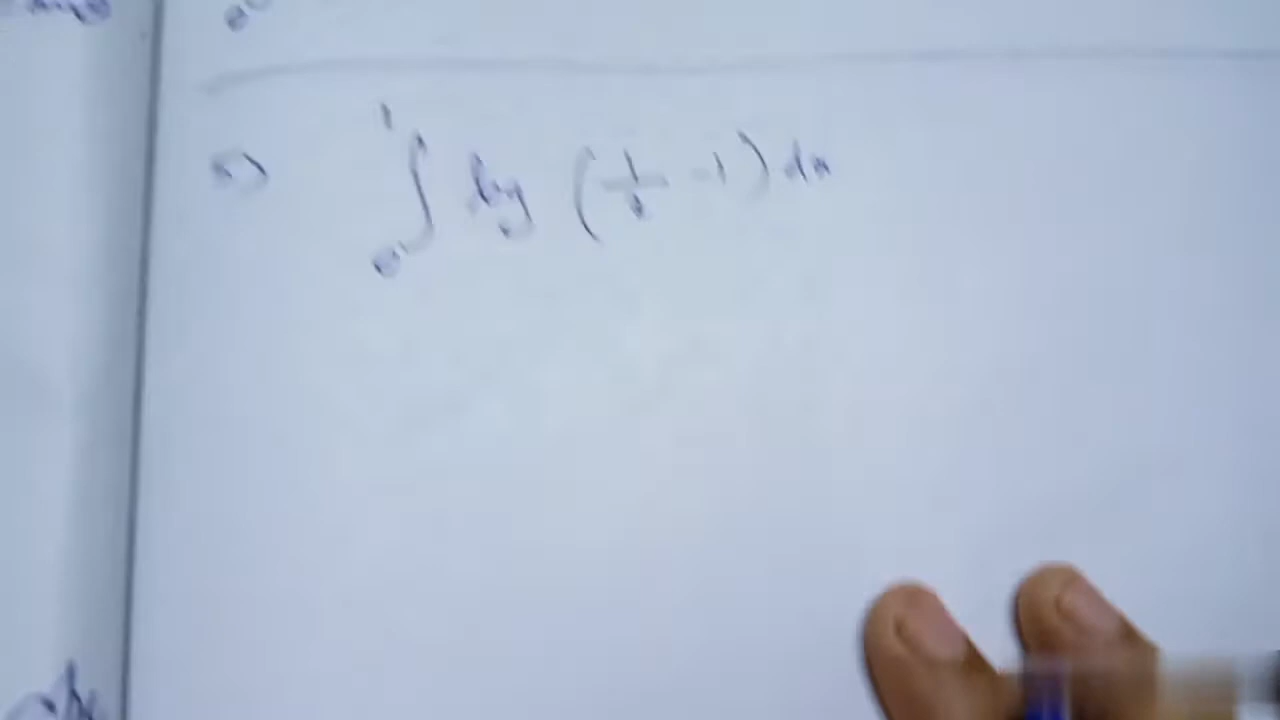 ∫₀¹ log (1/x - 1) dx